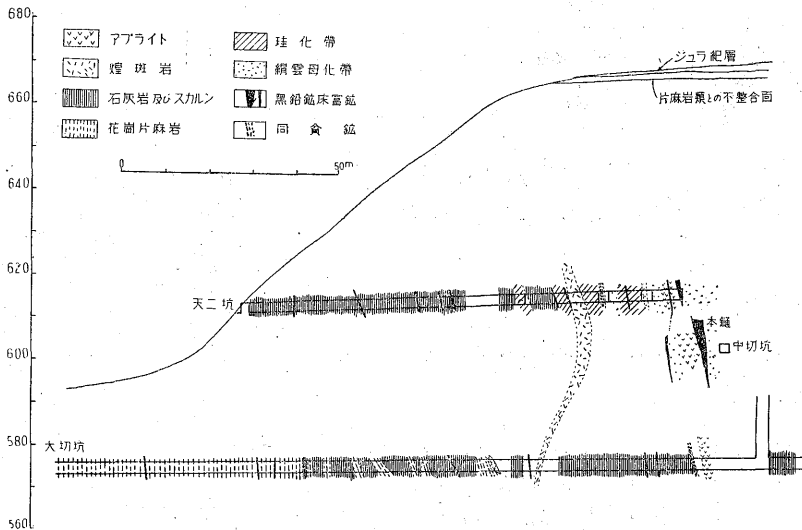 680
660
640
620
600
580
560
アプライト
煌斑岩
石灰岩及びスカルン
花崗片麻岩
珪化帯
絹雲母化帯
黒鉛鉱床富鉱
同貧鉱
0 50m
ジュラ紀層
片麻岩類との不整合面
天二坑
本𨫤
中切坑
大切坑